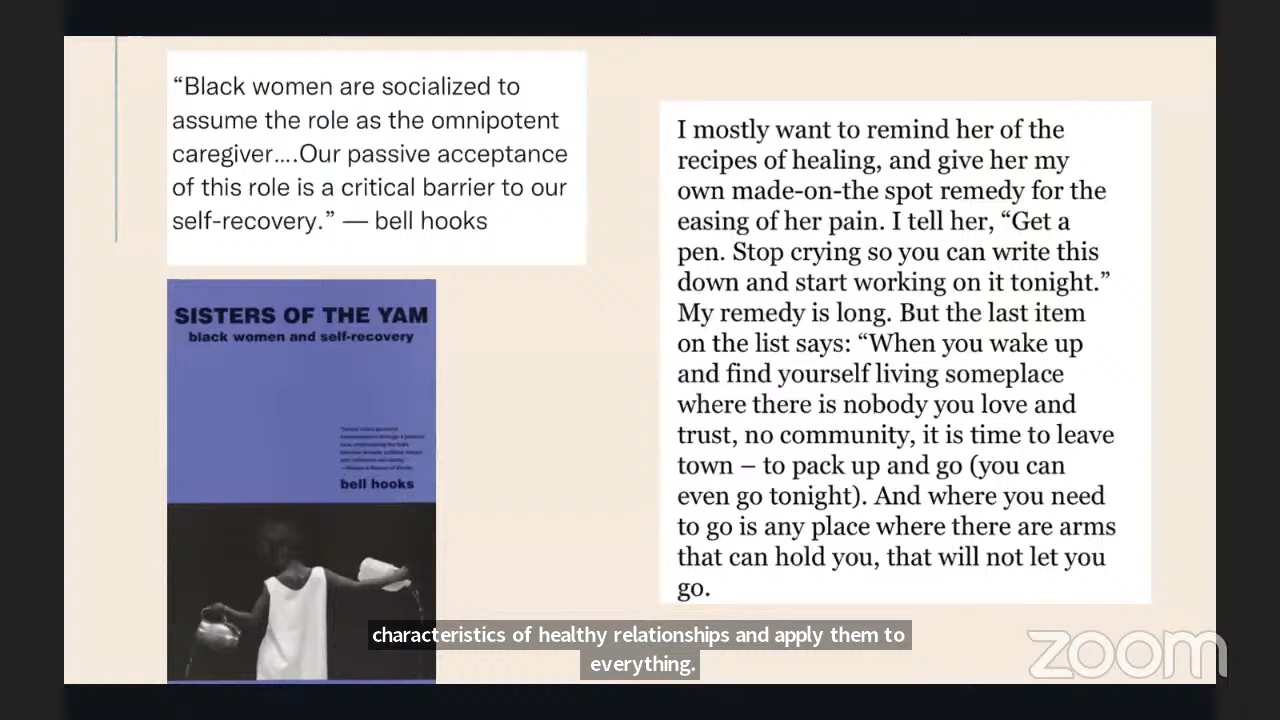 “Black women are socialized to
assume the role as the omnipotent
caregiver....Our passive acceptance
of this role is a critical barrier to our
self-recovery.” — bell hooks
SISTERS OF THE YAM
black women and self-recovery
bell hooks
I mostly want to remind her of the
recipes of healing, and give her my
own made-on-the spot remedy for the
easing of her pain. I tell her, “Get a
pen. Stop crying so you can write this
down and start working on it tonight.”
My remedy is long. But the last item
on the list says: “When you wake up
and find yourself living someplace
where there is nobody you love and
trust, no community, it is time to leave
town – to pack up and go (you can
even go tonight). And where you need
to go is any place where there are arms
that can hold you, that will not let you
go.
characteristics of healthy relationships and apply them to
everything.
zoom